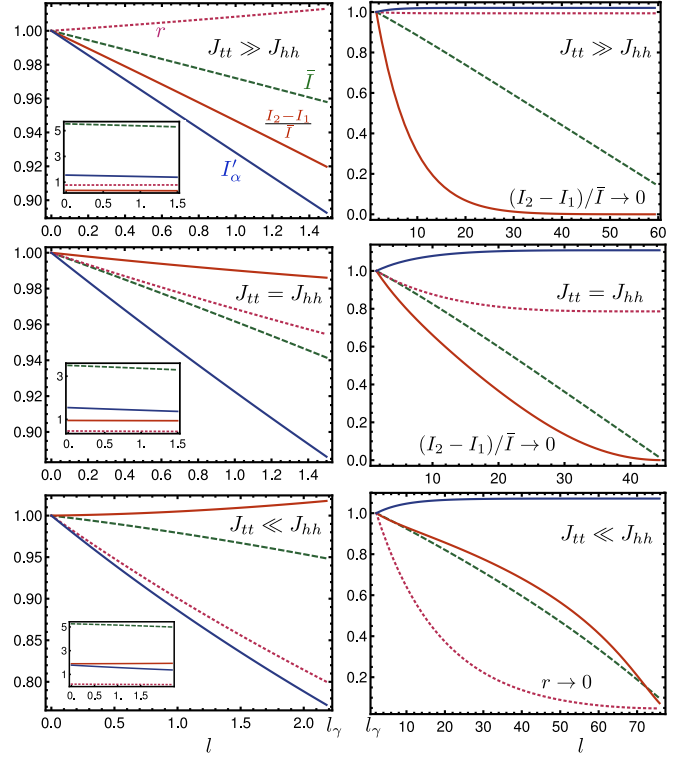 1.00
0.98
0.96
0.94
0.92
0.90
0.0 0.2 0.4 0.6 0.8 1.0 1.2 1.4
r
J_tt ≫ J_hh
Ī
(I_2 − I_1)/Ī
I′_α
5
3
1
0. 0.5 1. 1.5
1.0
0.8
0.6
0.4
0.2
0.0
10 20 30 40 50 60
J_tt ≫ J_hh
(I_2 − I_1)/Ī → 0
1.00
0.98
0.96
0.94
0.92
0.90
0.0 0.2 0.4 0.6 0.8 1.0 1.2 1.4
J_tt = J_hh
3
1
0. 0.5 1. 1.5
1.0
0.8
0.6
0.4
0.2
0.0
10 20 30 40
J_tt = J_hh
(I_2 − I_1)/Ī → 0
1.00
0.95
0.90
0.85
0.80
0.0 0.5 1.0 1.5 2.0
J_tt ≪ J_hh
5
3
1
0. 0.5 1. 1.5
l
l_γ
1.0
0.8
0.6
0.4
0.2
l_γ 10 20 30 40 50 60 70
J_tt ≪ J_hh
r → 0
l